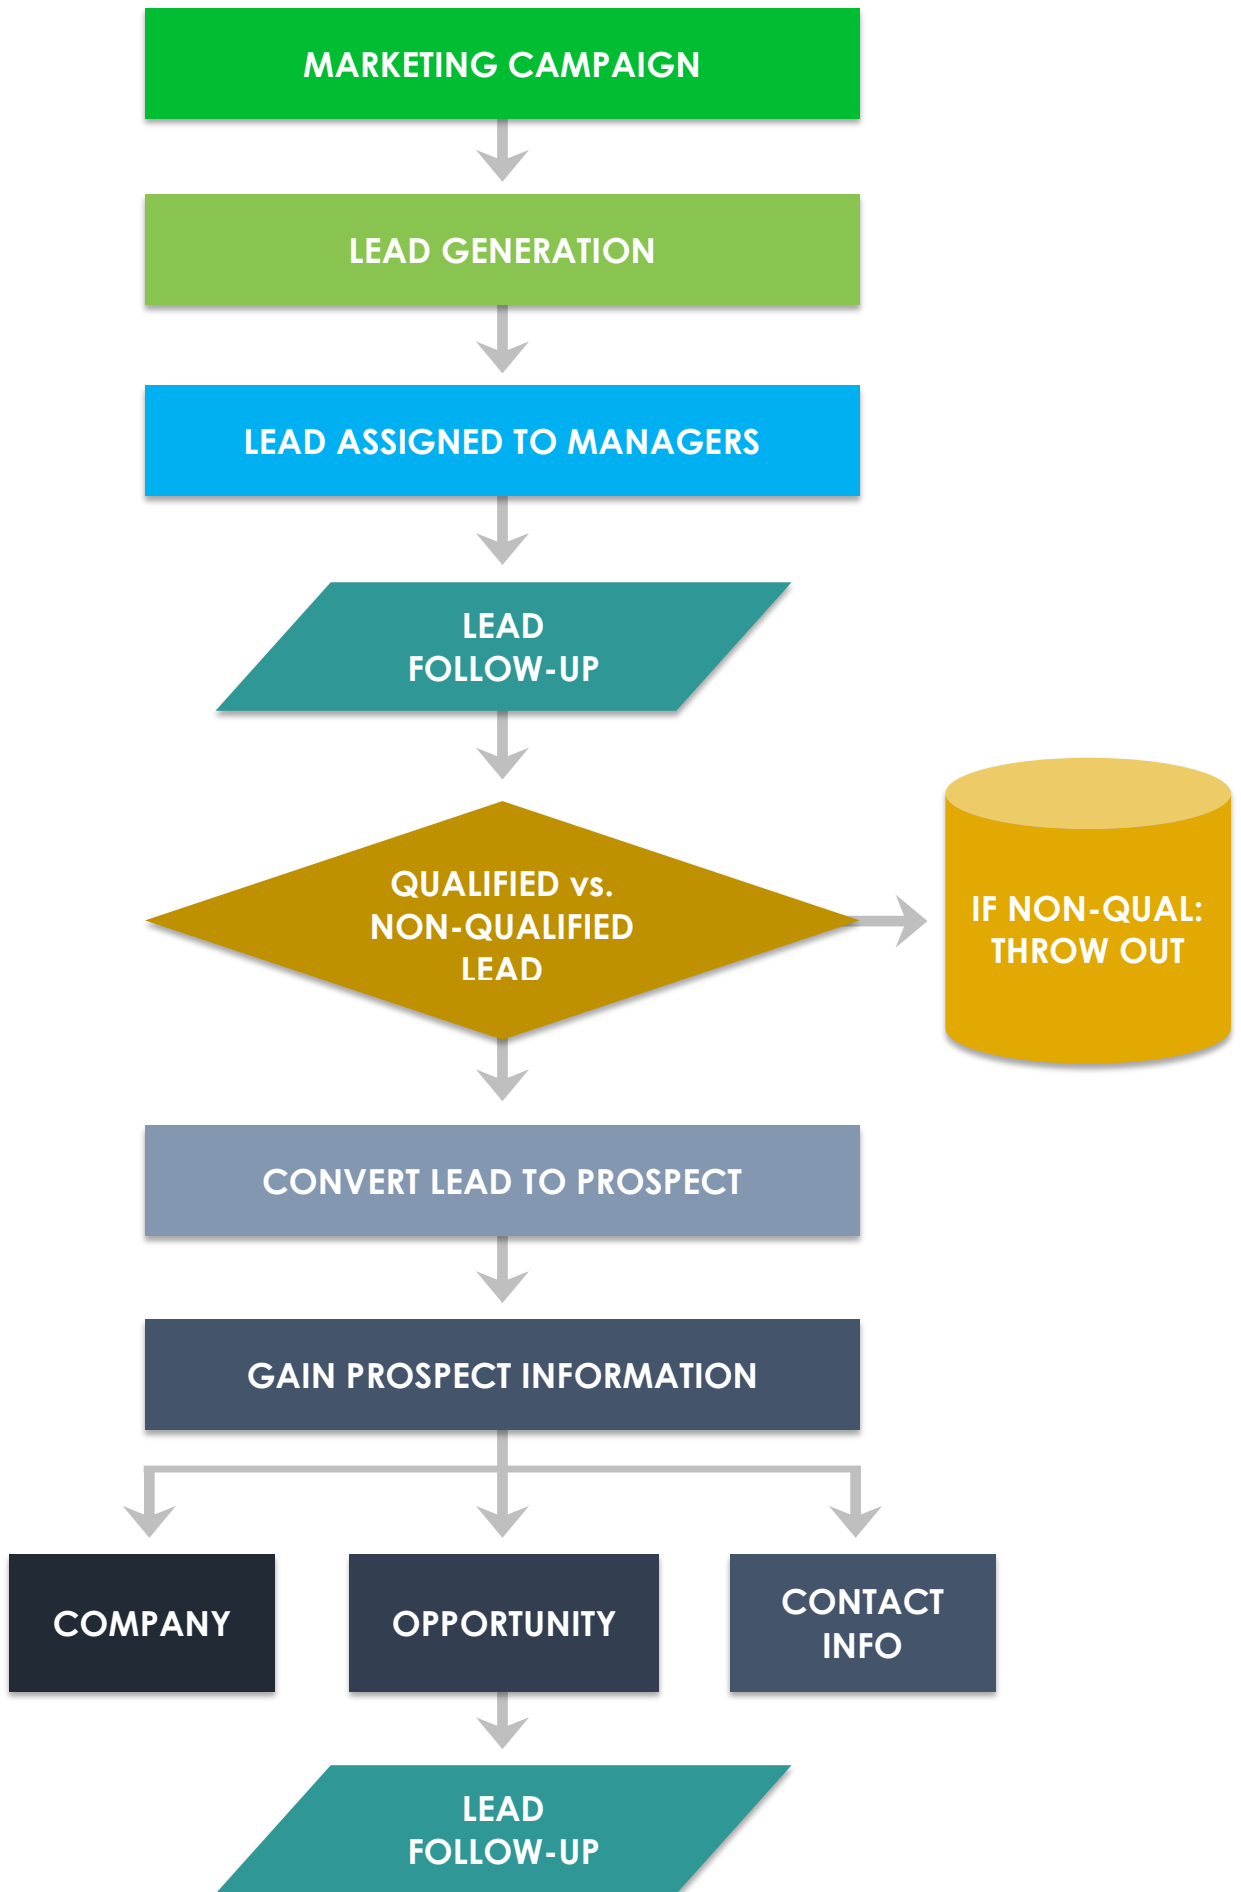 MARKETING CAMPAIGN
LEAD GENERATION
LEAD ASSIGNED TO MANAGERS
LEAD
FOLLOW-UP
QUALIFIED vs.
NON-QUALIFIED
LEAD
IF NON-QUAL:
THROW OUT
CONVERT LEAD TO PROSPECT
GAIN PROSPECT INFORMATION
COMPANY
OPPORTUNITY
CONTACT
INFO
LEAD
FOLLOW-UP